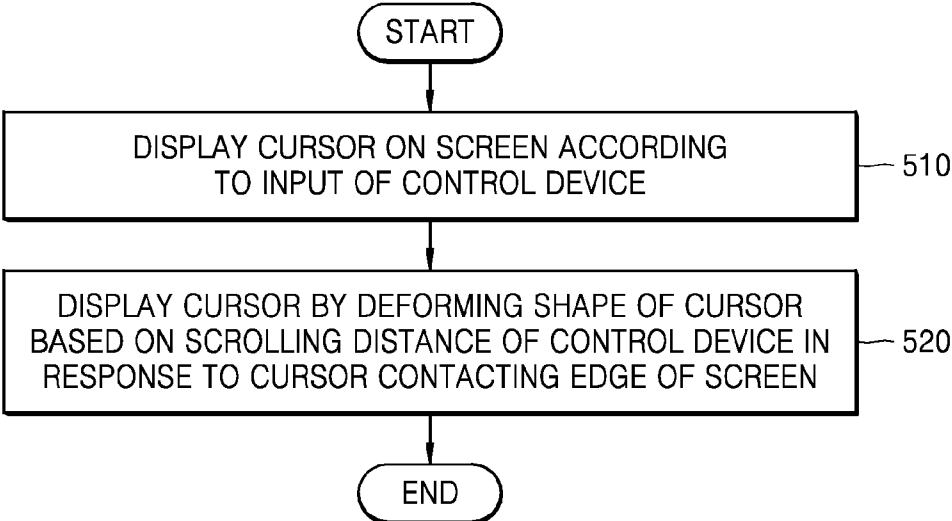 START
DISPLAY CURSOR ON SCREEN ACCORDING
TO INPUT OF CONTROL DEVICE
510
DISPLAY CURSOR BY DEFORMING SHAPE OF CURSOR
BASED ON SCROLLING DISTANCE OF CONTROL DEVICE IN
RESPONSE TO CURSOR CONTACTING EDGE OF SCREEN
520
END